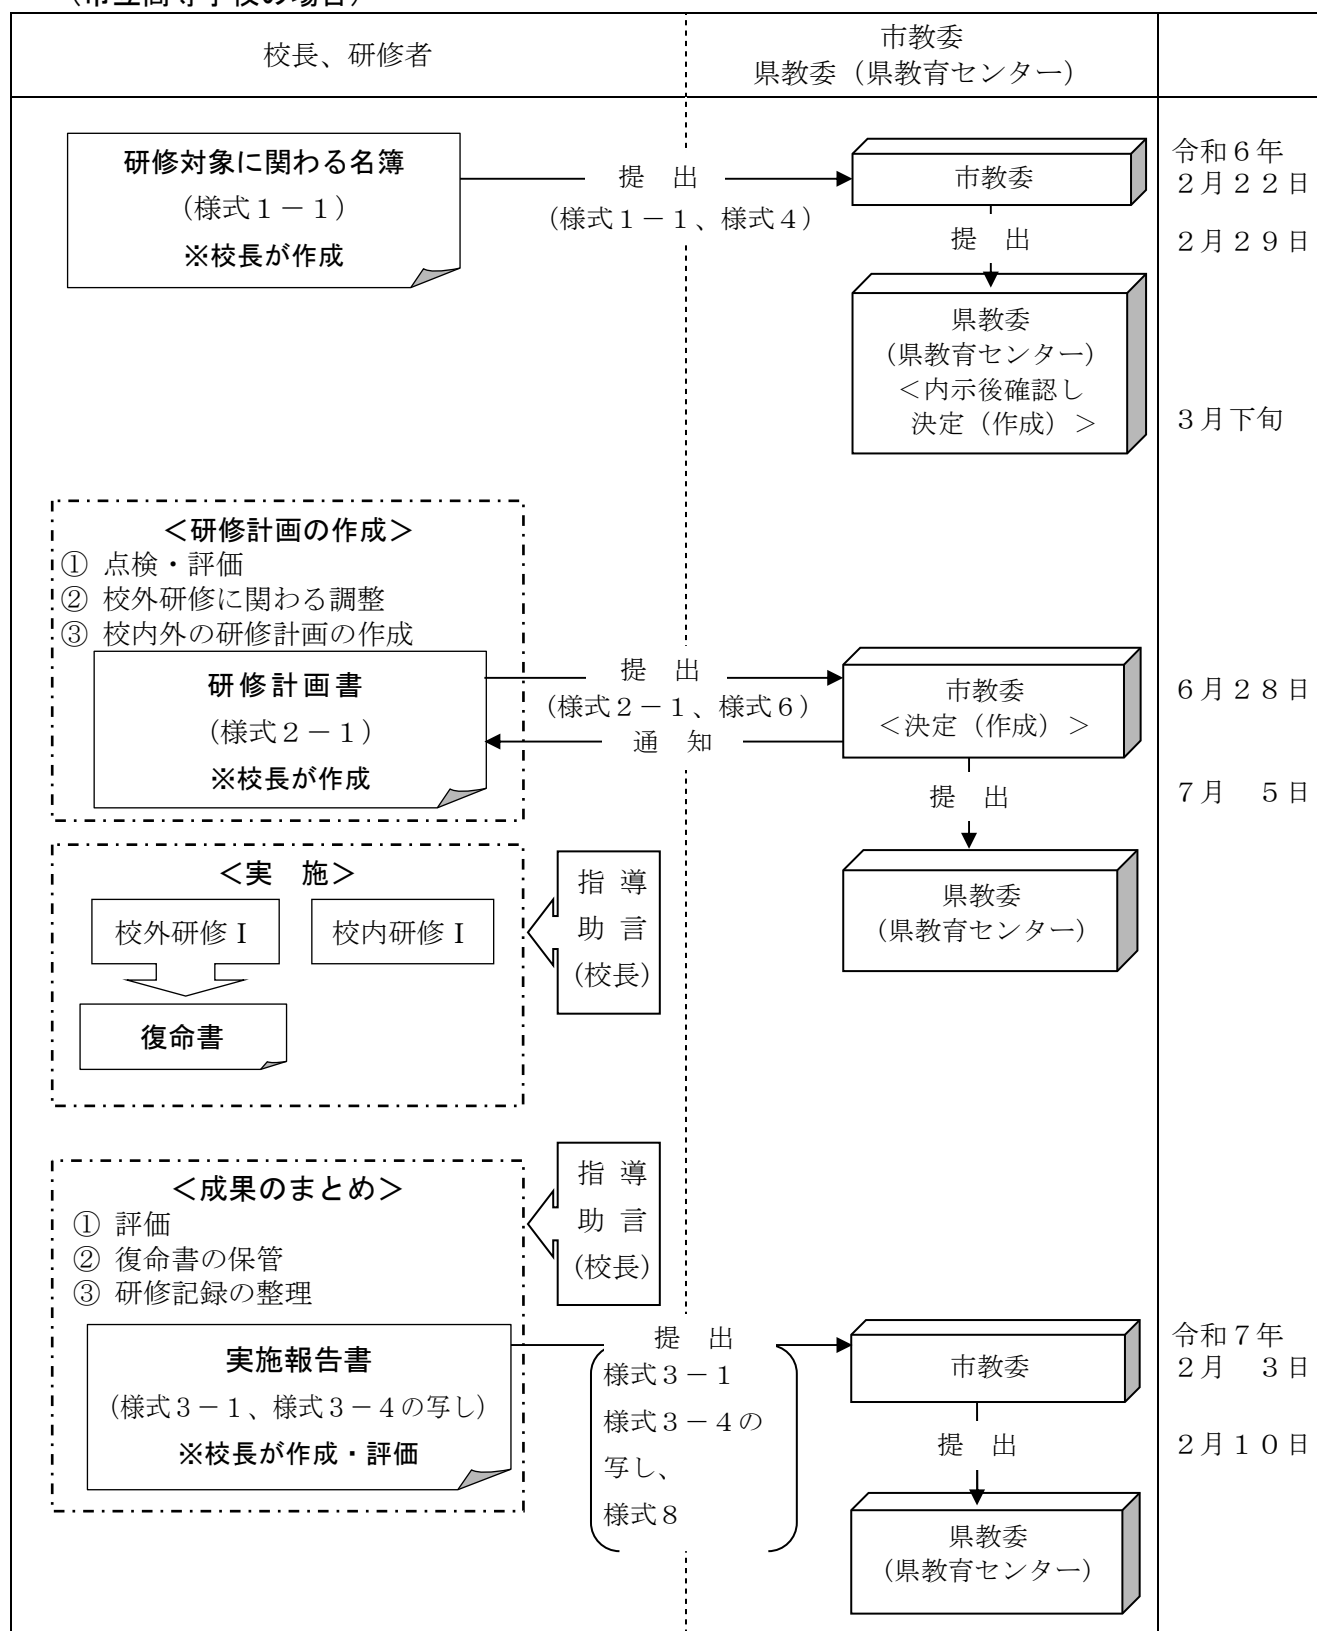 （市立高等学校の場合）
校長、研修者
市教委
県教委（県教育センター）
研修対象に関わる名簿
（様式１－１）
※校長が作成
提　出
（様式１－１、様式４）
市教委
令和６年
２月２２日
提　出
２月２９日
県教委
（県教育センター）
＜内示後確認し
決定（作成）＞
３月下旬
＜研修計画の作成＞
① 点検・評価
② 校外研修に関わる調整
③ 校内外の研修計画の作成
研修計画書
（様式２－１）
※校長が作成
提　出
（様式２－１、様式６）
通　知
市教委
＜決定（作成）＞
６月２８日
提　出
７月　５日
県教委
（県教育センター）
＜実　施＞
校外研修Ⅰ
校内研修Ⅰ
復命書
指 導
助 言
（校長）
＜成果のまとめ＞
① 評価
② 復命書の保管
③ 研修記録の整理
指 導
助 言
（校長）
実施報告書
（様式３－１、様式３－４の写し）
※校長が作成・評価
提　出
様式３－１
様式３－４の
写し、
様式８
市教委
令和７年
２月　３日
提　出
２月１０日
県教委
（県教育センター）